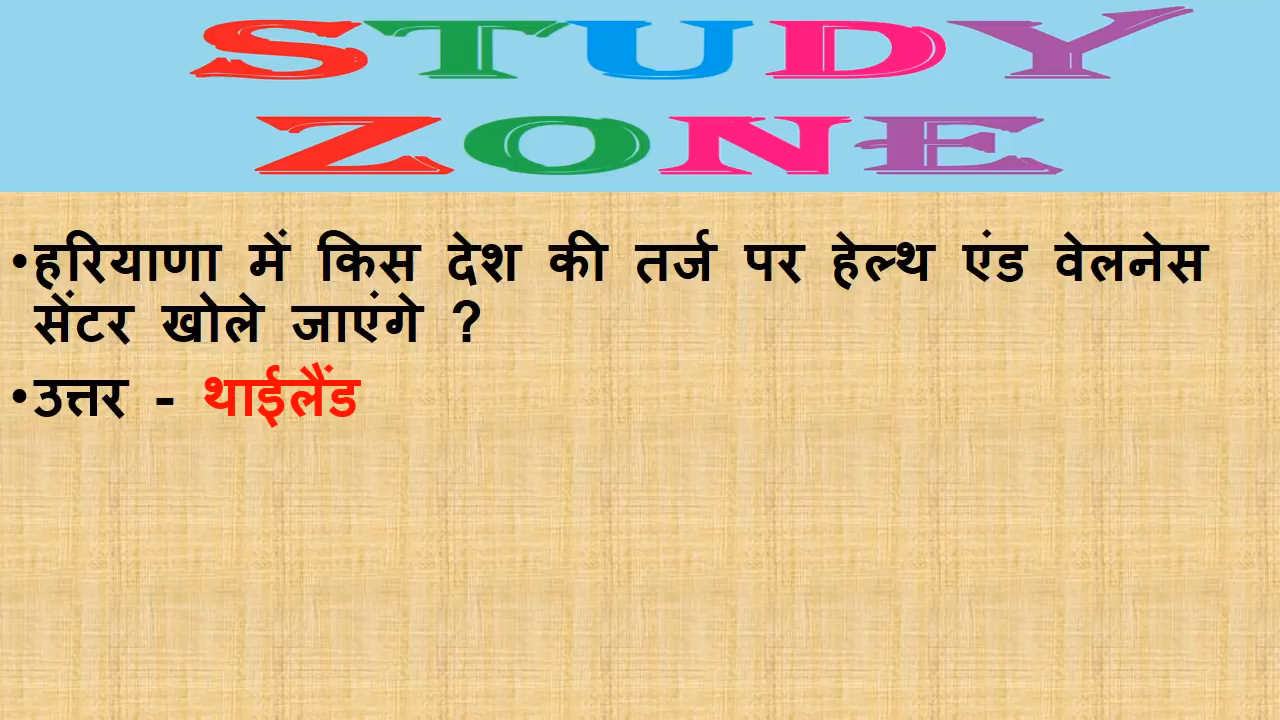 STUDY
ZONE
•हरियाणा में किस देश की तर्ज पर हेल्थ एंड वेलनेस
सेंटर खोले जाएंगे ?
•उत्तर - थाईलैंड